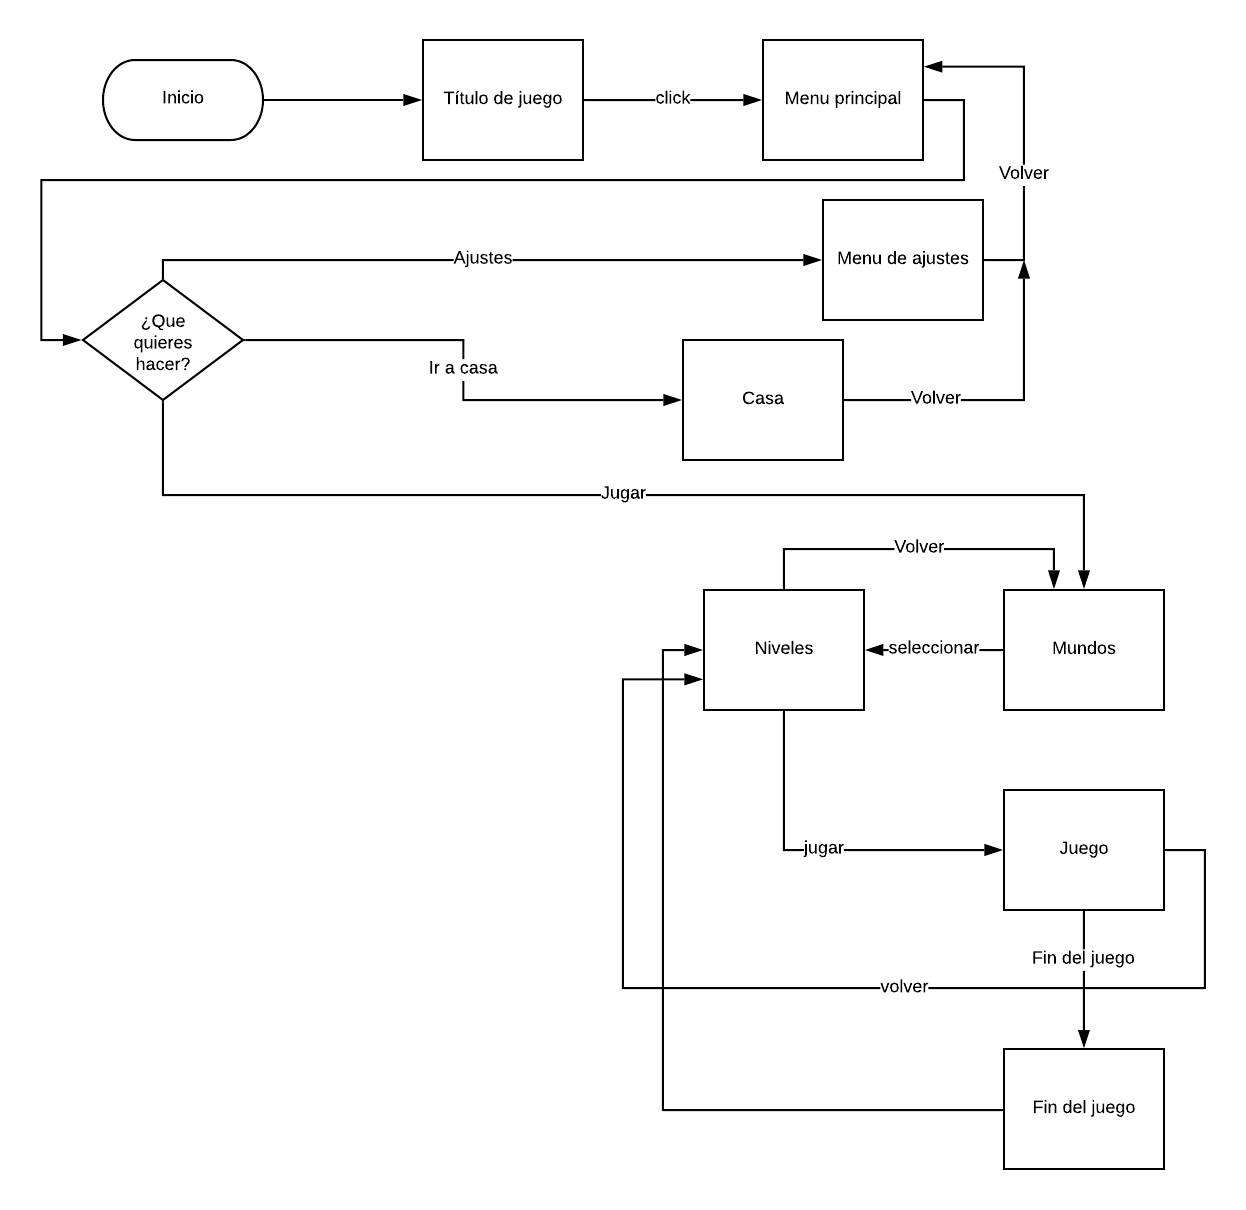 Inicio
Título de juego
click
Menu principal
Volver
Ajustes
Menu de ajustes
¿Que
quieres
hacer?
Ir a casa
Casa
Volver
Jugar
Volver
Niveles
seleccionar
Mundos
jugar
Juego
Fin del juego
volver
Fin del juego